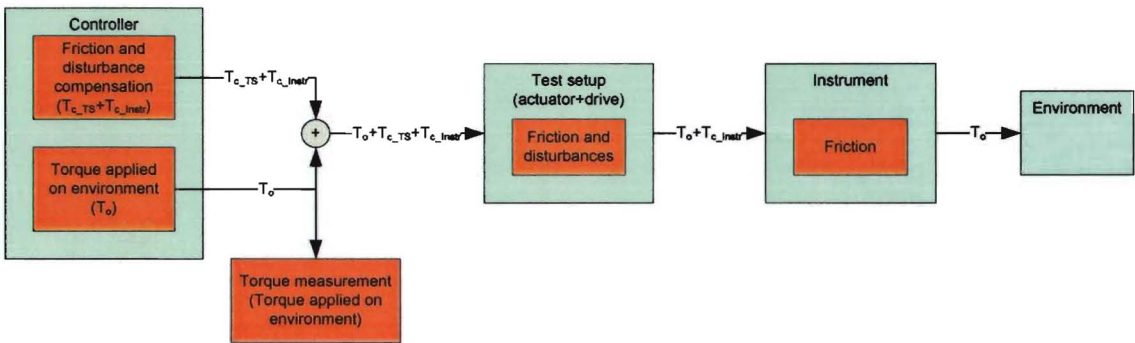 Controller
Friction and
disturbance
compensation
(T_c_TS+T_c_Instr)
T_c_TS+T_c_Instr
Torque applied
on environment
(T_o)
T_o
+
T_o+T_c_TS+T_c_Instr
Torque measurement
(Torque applied on
environment)
Test setup
(actuator+drive)
Friction and
disturbances
T_o+T_c_Instr
Instrument
Friction
T_o
Environment